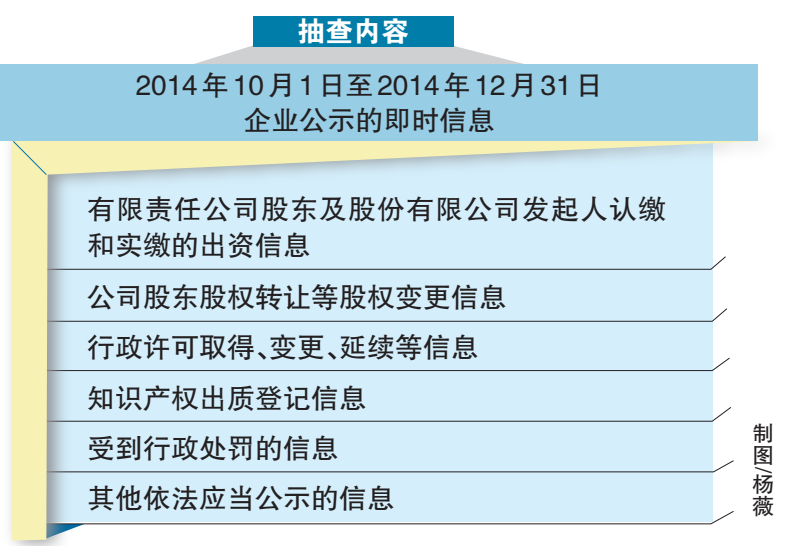 抽查内容
2014年10月1日至2014年12月31日
企业公示的即时信息
有限责任公司股东及股份有限公司发起人认缴
和实缴的出资信息
公司股东股权转让等股权变更信息
行政许可取得、变更、延续等信息
知识产权出质登记信息
受到行政处罚的信息
其他依法应当公示的信息
制图/杨薇